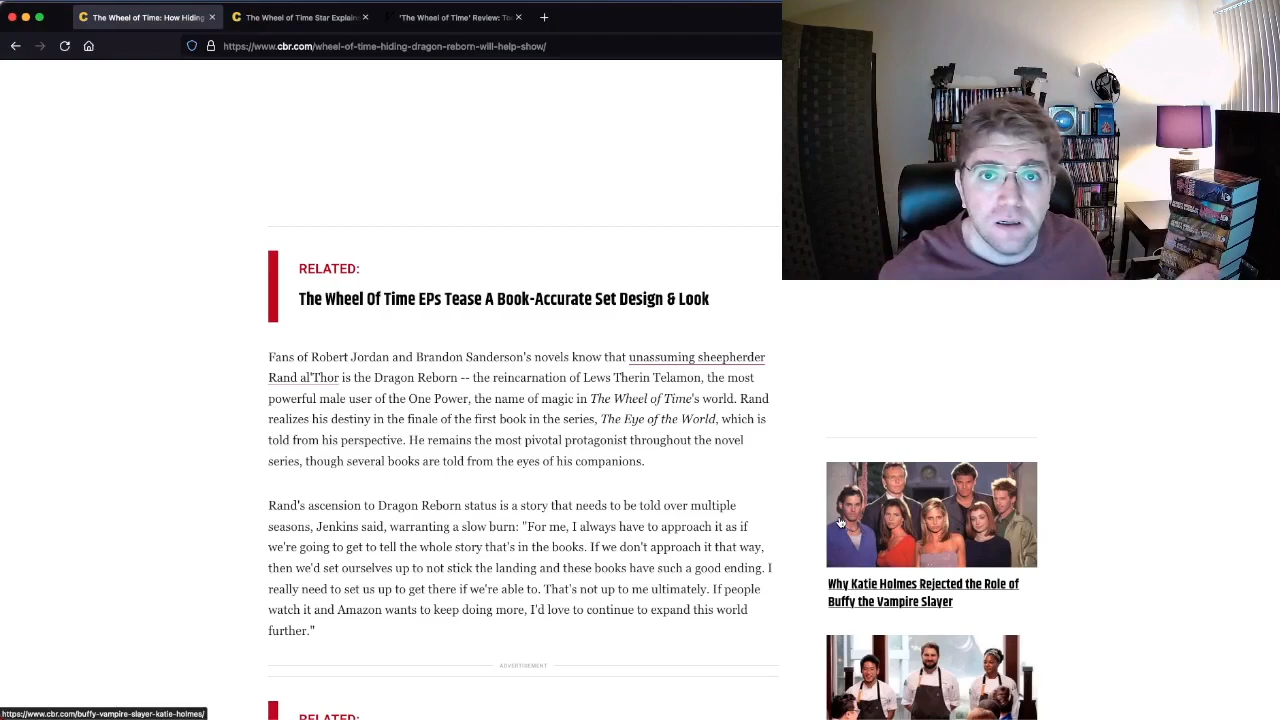 The Wheel of Time: How Hiding
The Wheel of Time Star Explain
'The Wheel of Time' Review: Too
https://www.cbr.com/wheel-of-time-hiding-dragon-reborn-will-help-show/
RELATED:
The Wheel Of Time EPs Tease A Book-Accurate Set Design & Look
Fans of Robert Jordan and Brandon Sanderson's novels know that unassuming sheepherder
Rand al'Thor is the Dragon Reborn -- the reincarnation of Lews Therin Telamon, the most
powerful male user of the One Power, the name of magic in The Wheel of Time's world. Rand
realizes his destiny in the finale of the first book in the series, The Eye of the World, which is
told from his perspective. He remains the most pivotal protagonist throughout the novel
series, though several books are told from the eyes of his companions.
Rand's ascension to Dragon Reborn status is a story that needs to be told over multiple
seasons, Jenkins said, warranting a slow burn: "For me, I always have to approach it as if
we're going to get to tell the whole story that's in the books. If we don't approach it that way,
then we'd set ourselves up to not stick the landing and these books have such a good ending. I
really need to set us up to get there if we're able to. That's not up to me ultimately. If people
watch it and Amazon wants to keep doing more, I'd love to continue to expand this world
further."
ADVERTISEMENT
RELATED:
Why Katie Holmes Rejected the Role of
Buffy the Vampire Slayer
https://www.cbr.com/buffy-vampire-slayer-katie-holmes/